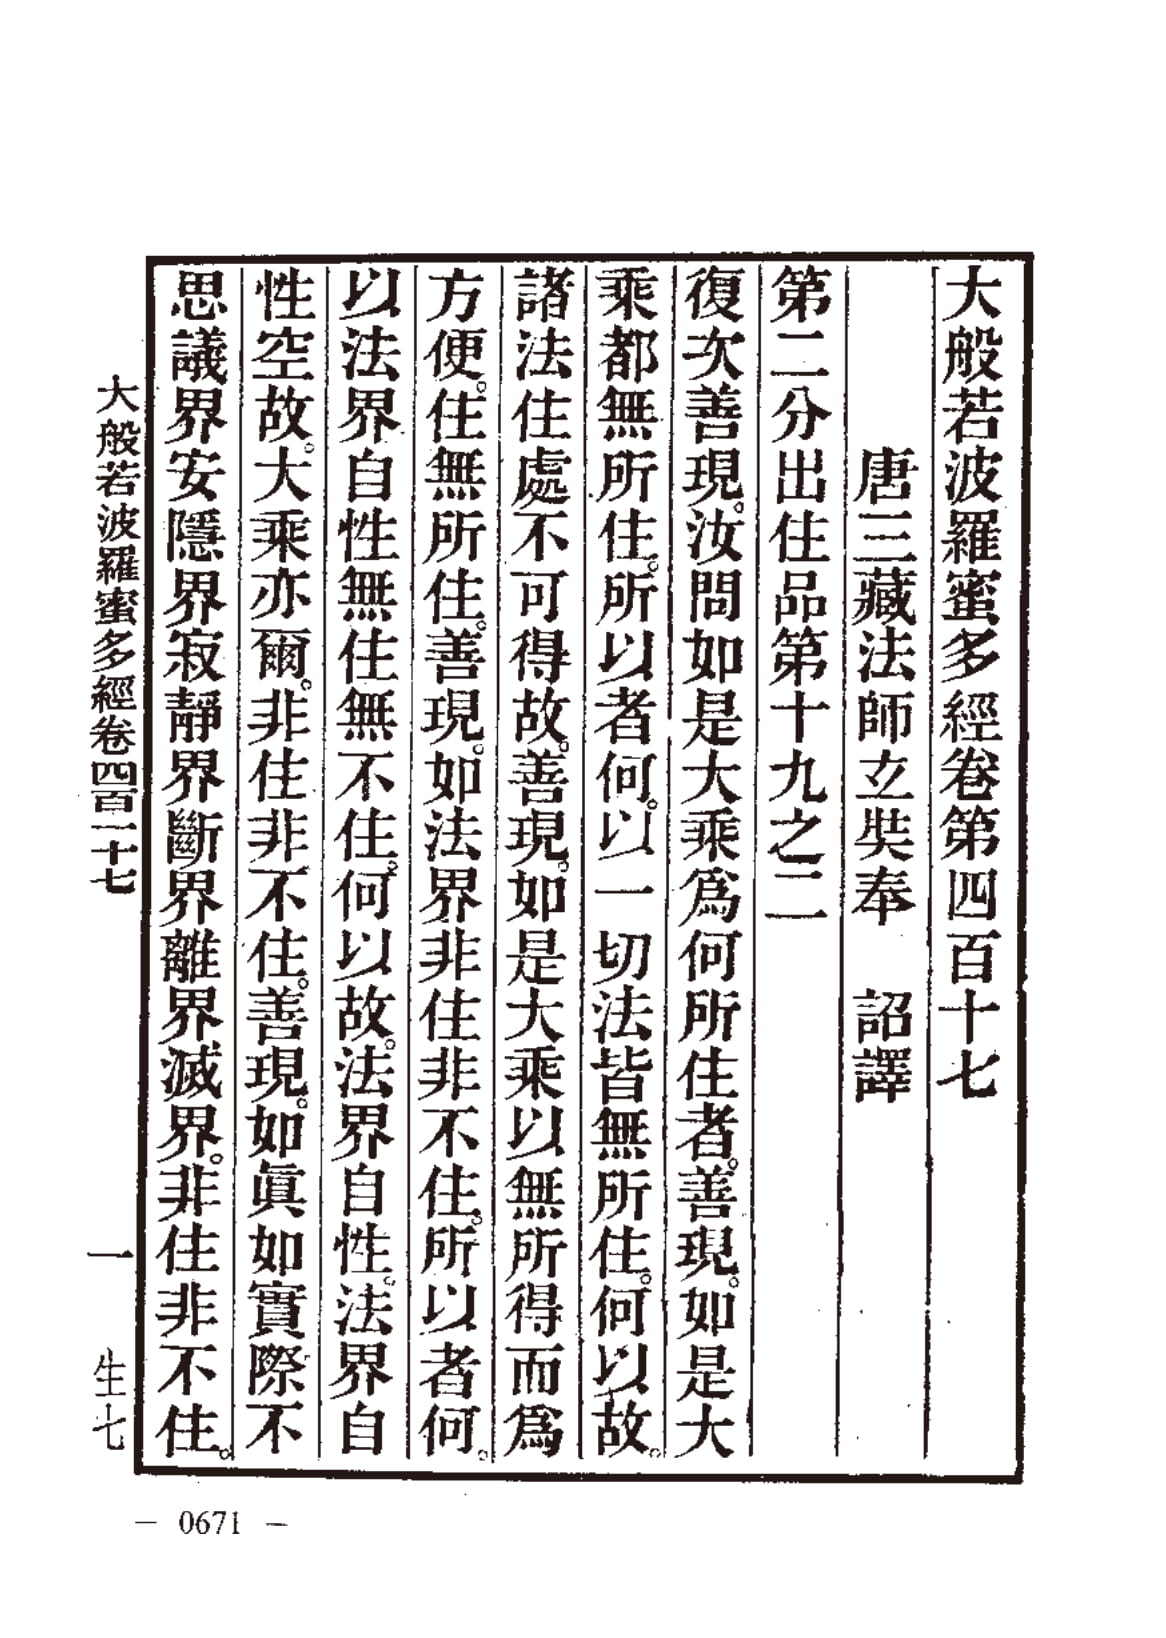 大般若波羅蜜多經卷第四百十七
唐三藏法師玄奘奉　詔譯
第二分出住品第十九之二
復次善現。汝問如是大乘爲何所住者。善現。如是大
乘都無所住。所以者何。以一切法皆無所住。何以故。
諸法住處不可得故。善現。如是大乘以無所得而爲
方便。住無所住。善現。如法界非住非不住。所以者何。
以法界自性無住無不住。何以故。法界自性。法界自
性空故。大乘亦爾。非住非不住。善現。如眞如實際不
思議界安隱界寂靜界斷界離界滅界。非住非不住。
大般若波羅蜜多經卷四百一十七　一　生七
— 0671 —